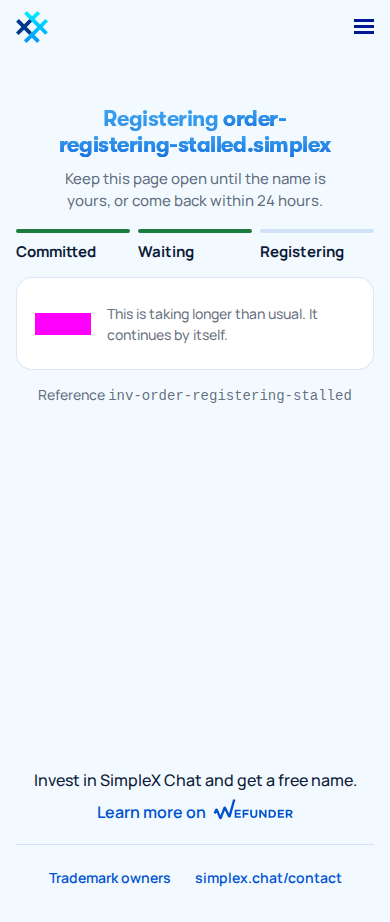 Registering order-
registering-stalled.simplex
Keep this page open until the name is
yours, or come back within 24 hours.
Committed
Waiting
Registering
This is taking longer than usual. It
continues by itself.
Reference inv-order-registering-stalled
Invest in SimpleX Chat and get a free name.
Learn more on WEFUNDER
Trademark owners
simplex.chat/contact